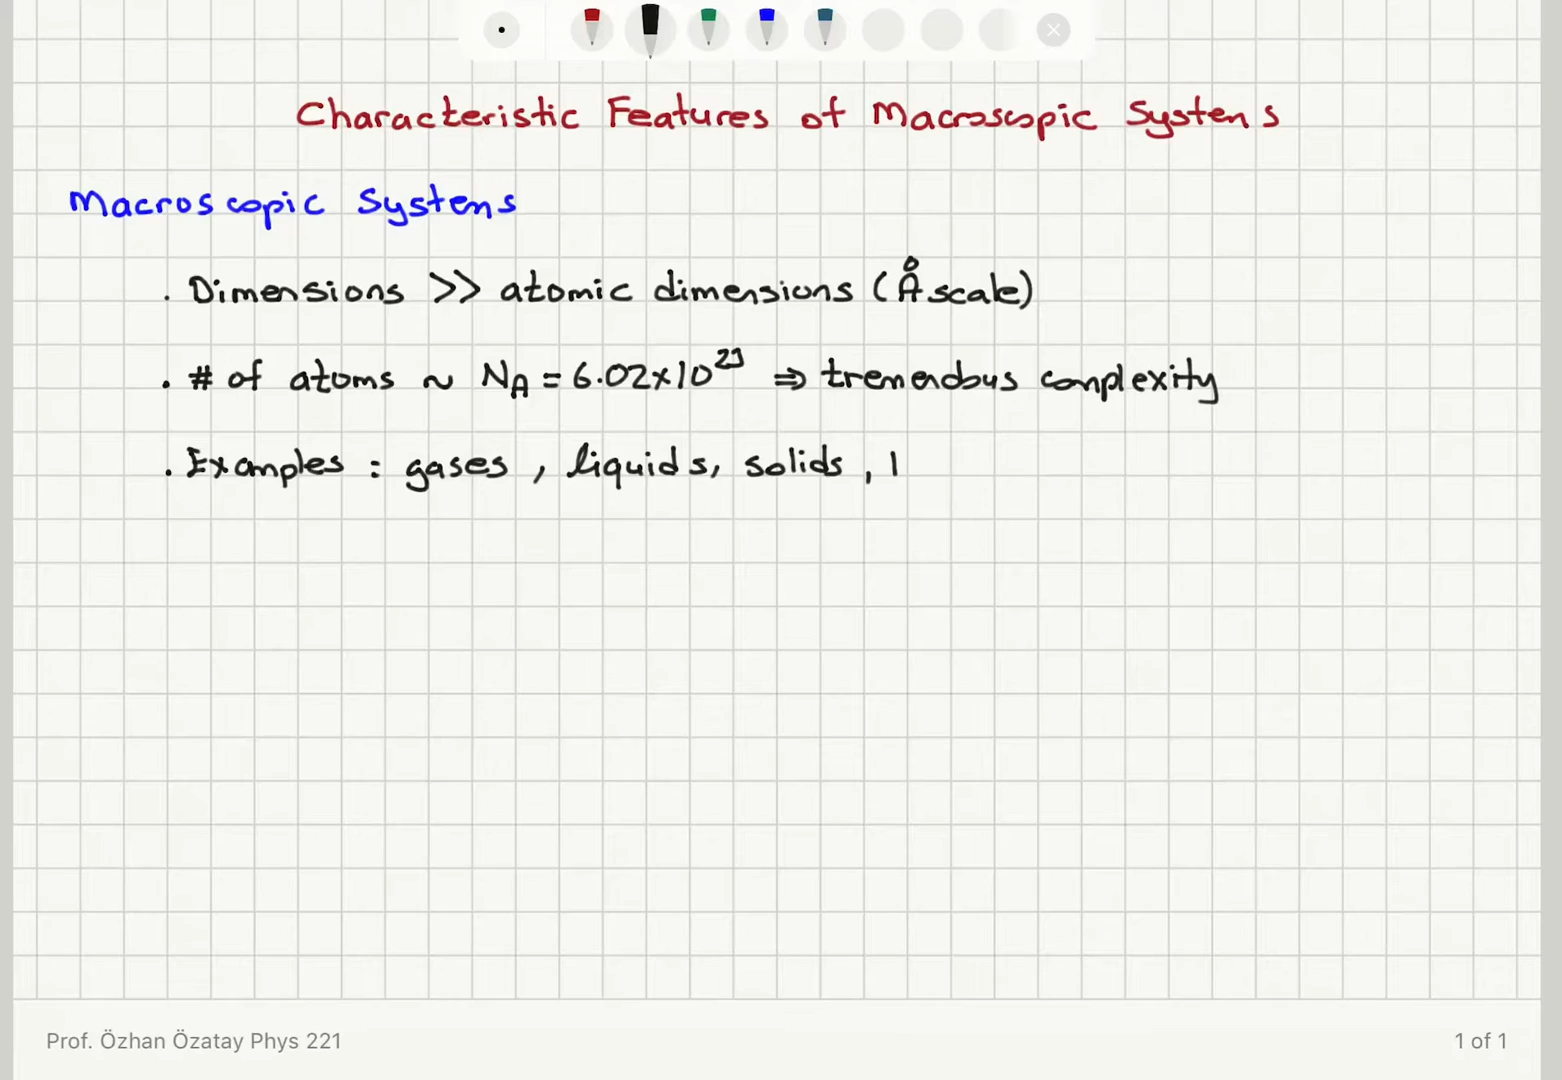 Characteristic Features of Macroscopic Systems
Macroscopic Systems
. Dimensions >> atomic dimensions (Å scale)
. # of atoms ~ N_A = 6.02x10^23 ⇒ tremendous complexity
. Examples : gases , liquids, solids , l
Prof. Özhan Özatay Phys 221
1 of 1